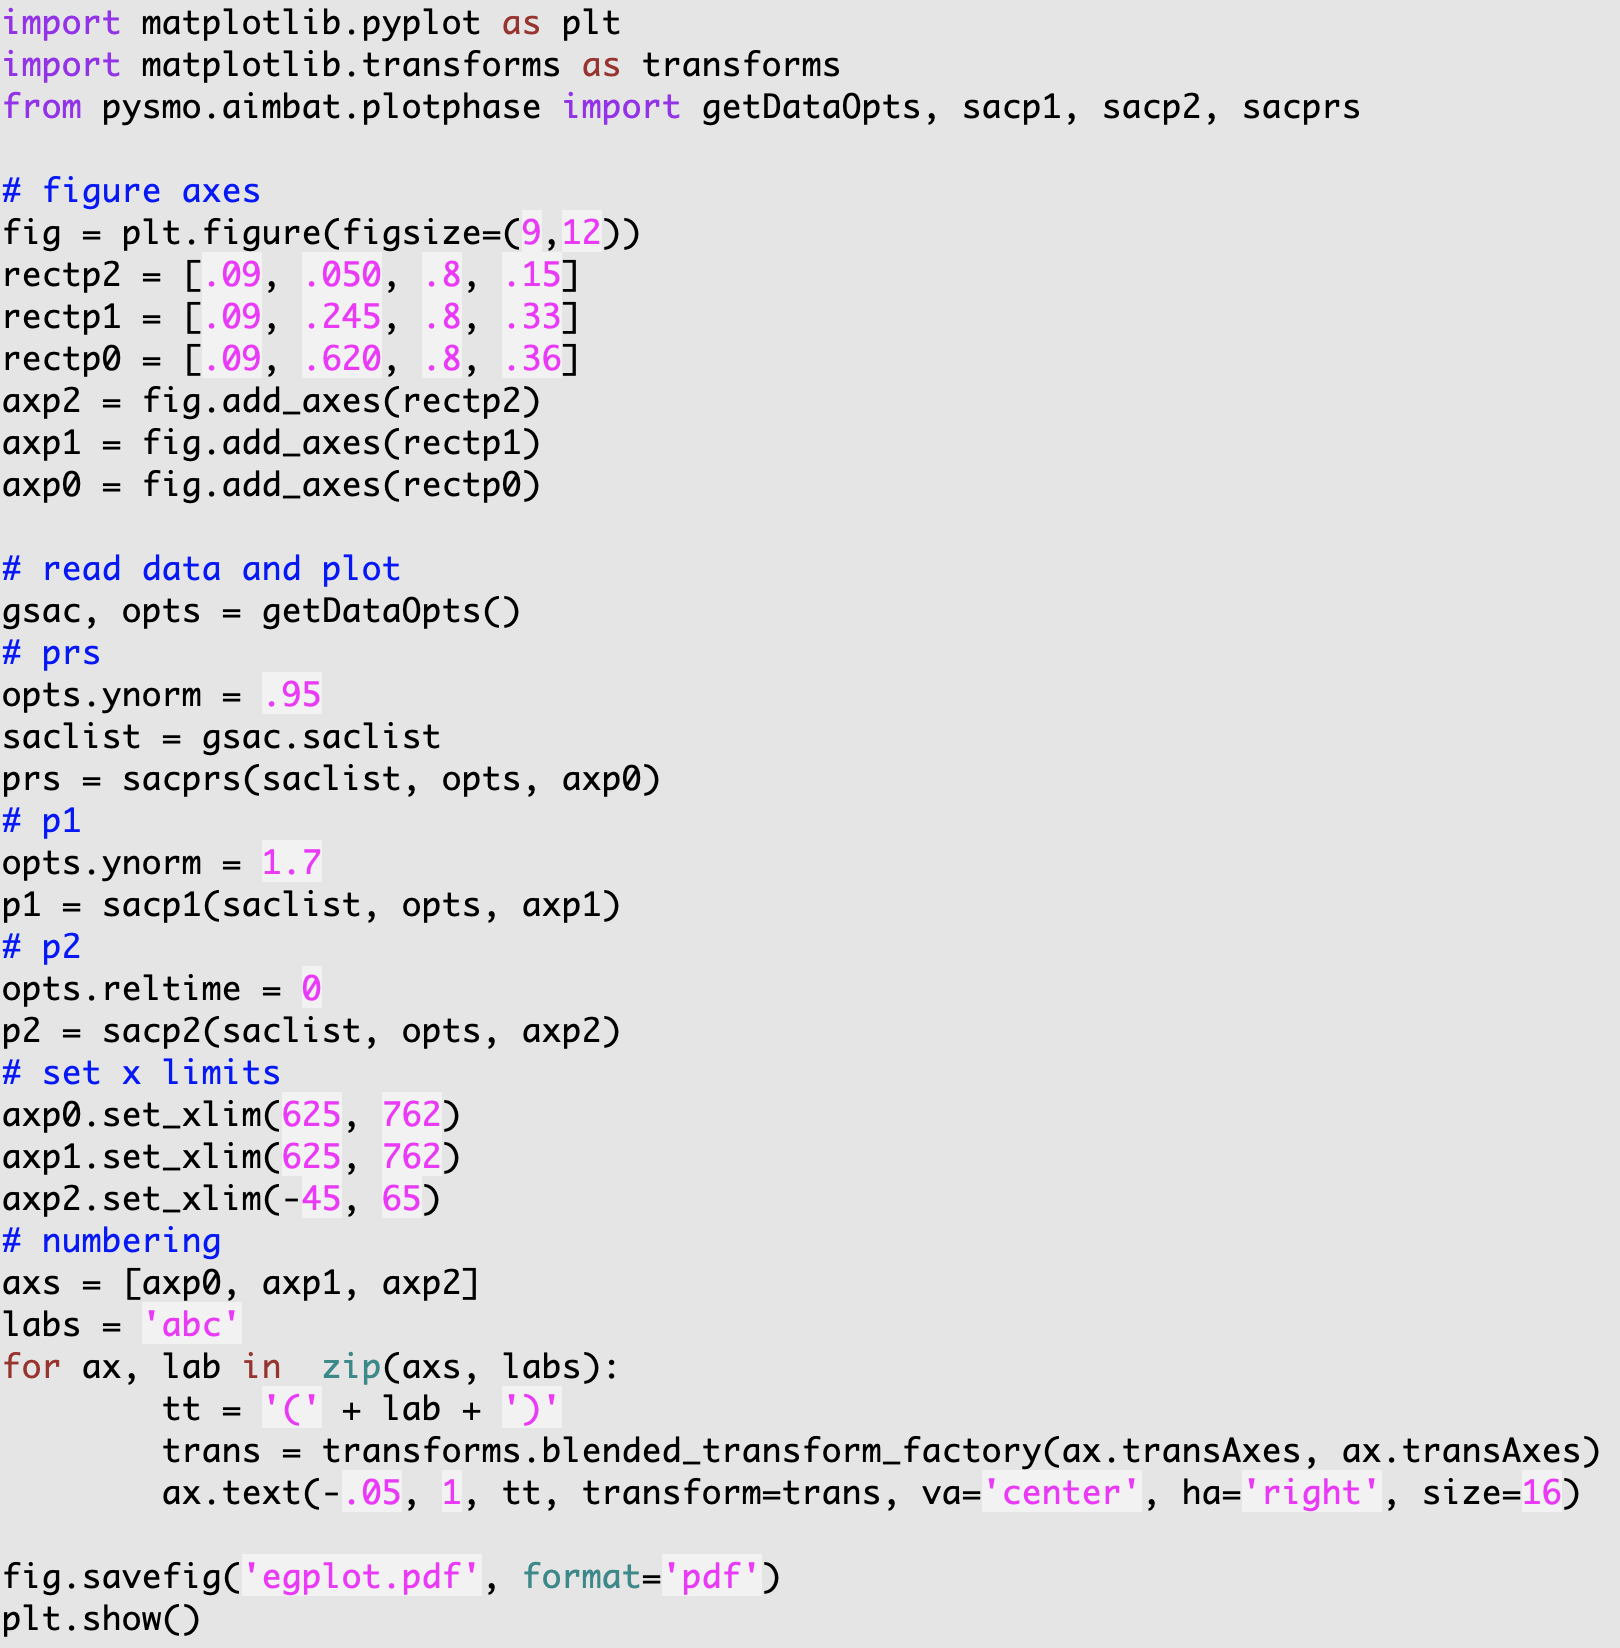 import matplotlib.pyplot as plt
import matplotlib.transforms as transforms
from pysmo.aimbat.plotphase import getDataOpts, sacp1, sacp2, sacprs

# figure axes
fig = plt.figure(figsize=(9,12))
rectp2 = [.09, .050, .8, .15]
rectp1 = [.09, .245, .8, .33]
rectp0 = [.09, .620, .8, .36]
axp2 = fig.add_axes(rectp2)
axp1 = fig.add_axes(rectp1)
axp0 = fig.add_axes(rectp0)

# read data and plot
gsac, opts = getDataOpts()
# prs
opts.ynorm = .95
saclist = gsac.saclist
prs = sacprs(saclist, opts, axp0)
# p1
opts.ynorm = 1.7
p1 = sacp1(saclist, opts, axp1)
# p2
opts.reltime = 0
p2 = sacp2(saclist, opts, axp2)
# set x limits
axp0.set_xlim(625, 762)
axp1.set_xlim(625, 762)
axp2.set_xlim(-45, 65)
# numbering
axs = [axp0, axp1, axp2]
labs = 'abc'
for ax, lab in  zip(axs, labs):
        tt = '(' + lab + ')'
        trans = transforms.blended_transform_factory(ax.transAxes, ax.transAxes)
        ax.text(-.05, 1, tt, transform=trans, va='center', ha='right', size=16)

fig.savefig('egplot.pdf', format='pdf')
plt.show()